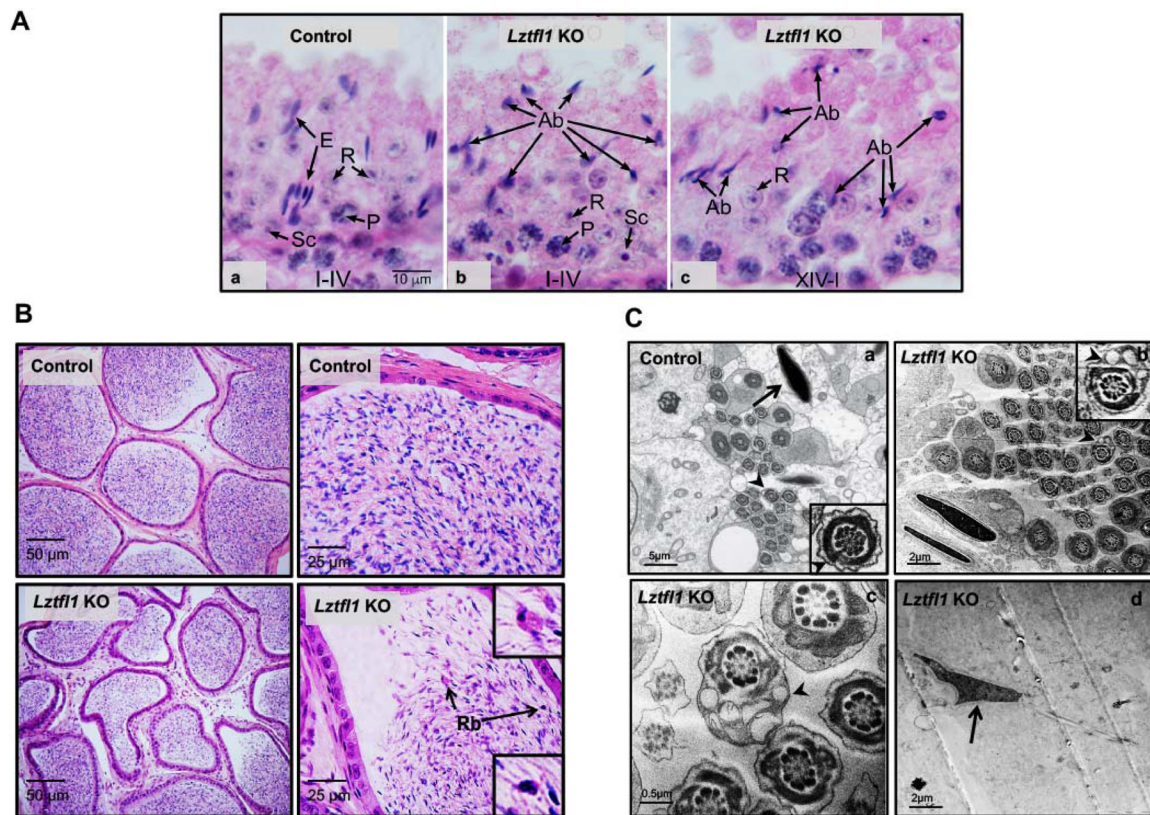 A
Control
Lztfl1 KO
Lztfl1 KO
E
R
P
Sc
a
I-IV
10 µm
Ab
R
P
Sc
b
I-IV
Ab
Ab
Ab
R
c
XIV-I
B
Control
50 µm
Control
25 µm
Lztfl1 KO
50 µm
Lztfl1 KO
Rb
25 µm
C
Control
a
5µm
Lztfl1 KO
b
2µm
Lztfl1 KO
c
0.5µm
Lztfl1 KO
d
2µm